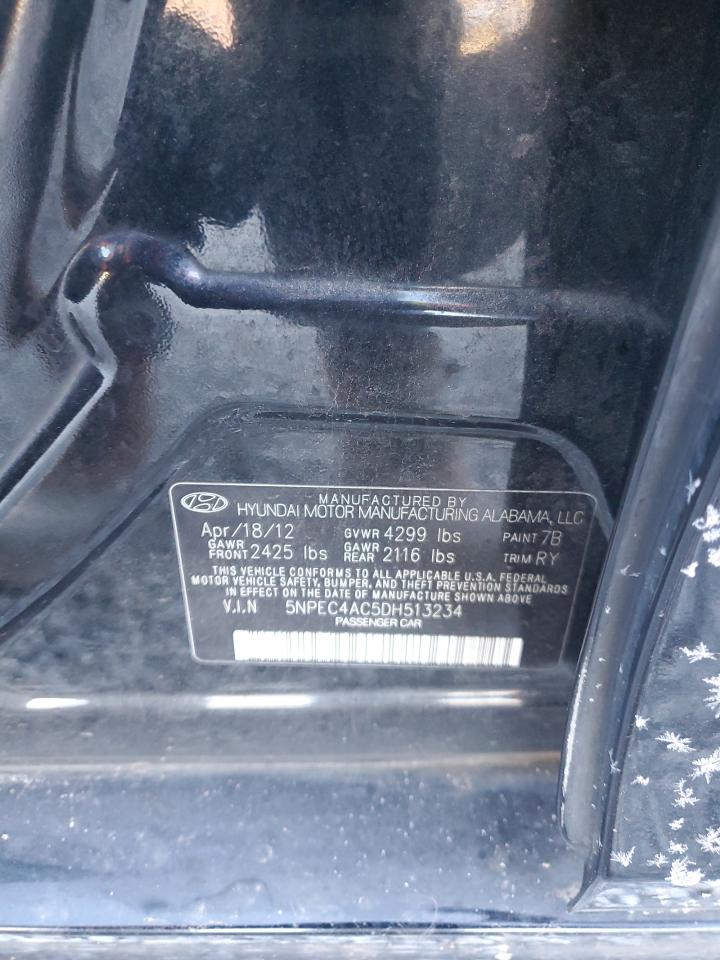 MANUFACTURED BY
HYUNDAI MOTOR MANUFACTURING ALABAMA, LLC
Apr/18/12 GVWR 4299 lbs PAINT 7B
GAWR FRONT 2425 lbs GAWR REAR 2116 lbs TRIM RY
THIS VEHICLE CONFORMS TO ALL APPLICABLE U.S.A. FEDERAL
MOTOR VEHICLE SAFETY, BUMPER, AND THEFT PREVENTION STANDARDS
IN EFFECT ON THE DATE OF MANUFACTURE SHOWN ABOVE
V.I.N 5NPEC4AC5DH513234
PASSENGER CAR